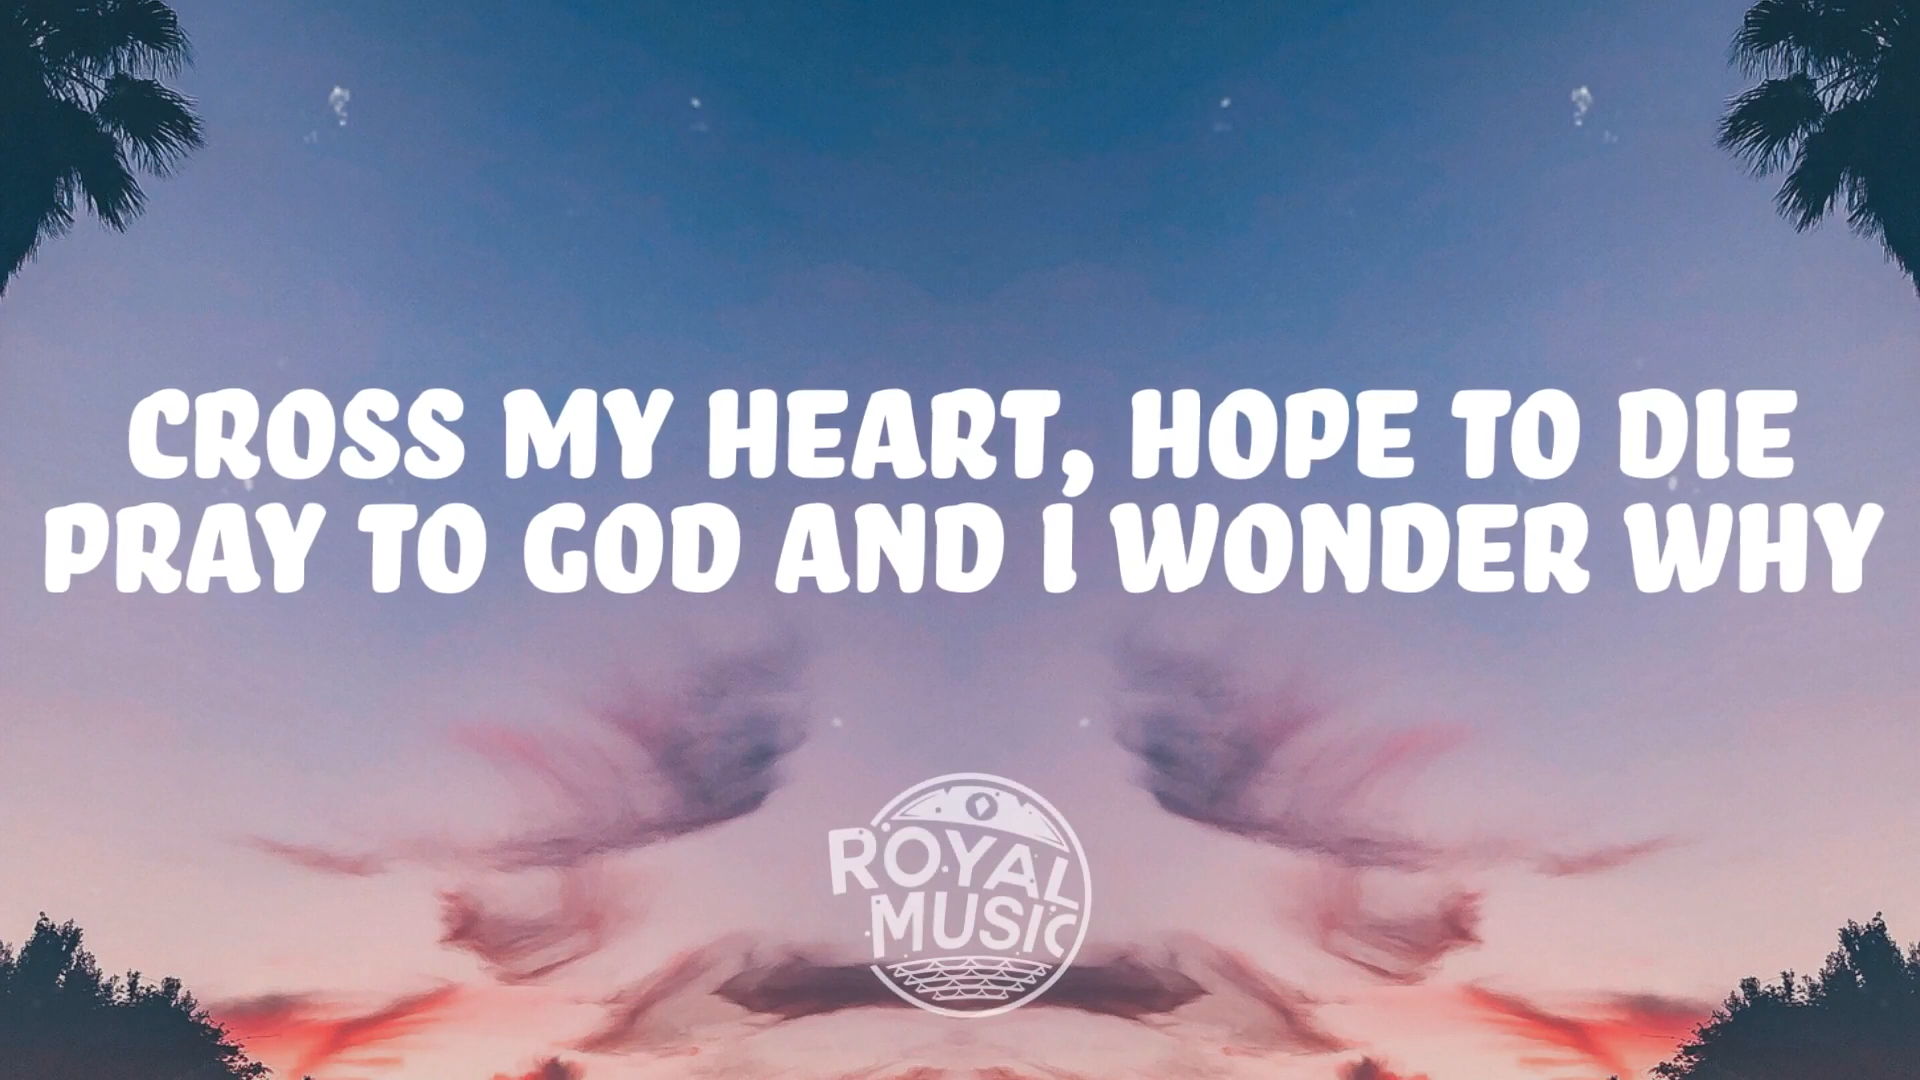 CROSS MY HEART, HOPE TO DIE
PRAY TO GOD AND I WONDER WHY
ROYAL
MUSIC